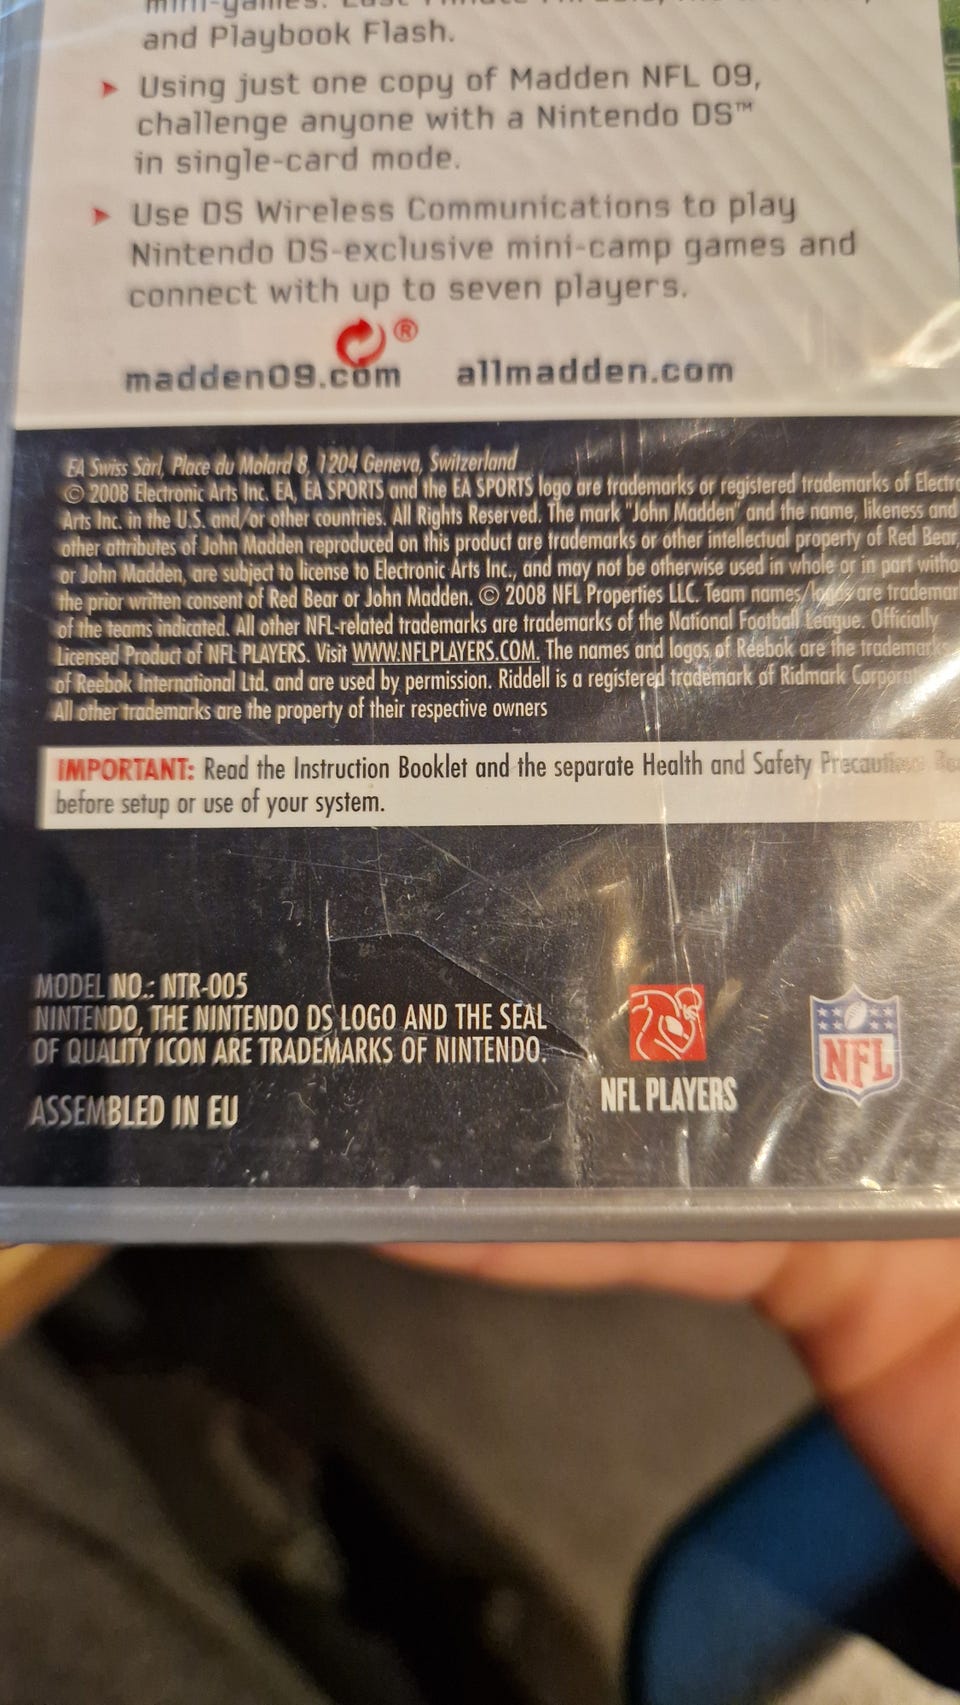 and Playbook Flash.
Using just one copy of Madden NFL 09,
challenge anyone with a Nintendo DS™
in single-card mode.
Use DS Wireless Communications to play
Nintendo DS-exclusive mini-camp games and
connect with up to seven players.
®
madden09.com allmadden.com
EA Swiss Sàrl, Place du Molard 8, 1204 Geneva, Switzerland
© 2008 Electronic Arts Inc. EA, EA SPORTS and the EA SPORTS logo are trademarks or registered trademarks of Electro
Arts Inc. in the U.S. and/or other countries. All Rights Reserved. The mark "John Madden" and the name, likeness and
other attributes of John Madden reproduced on this product are trademarks or other intellectual property of Red Bear,
or John Madden, are subject to license to Electronic Arts Inc., and may not be otherwise used in whole or in part witho
the prior written consent of Red Bear or John Madden. © 2008 NFL Properties LLC. Team names/logos are trademar
of the teams indicated. All other NFL-related trademarks are trademarks of the National Football League. Officially
Licensed Product of NFL PLAYERS. Visit WWW.NFLPLAYERS.COM. The names and logos of Reebok are the trademarks
of Reebok International Ltd. and are used by permission. Riddell is a registered trademark of Ridmark Corpora
All other trademarks are the property of their respective owners
IMPORTANT: Read the Instruction Booklet and the separate Health and Safety Precautions
before setup or use of your system.
MODEL NO.: NTR-005
NINTENDO, THE NINTENDO DS LOGO AND THE SEAL
OF QUALITY ICON ARE TRADEMARKS OF NINTENDO.
ASSEMBLED IN EU
NFL PLAYERS
NFL